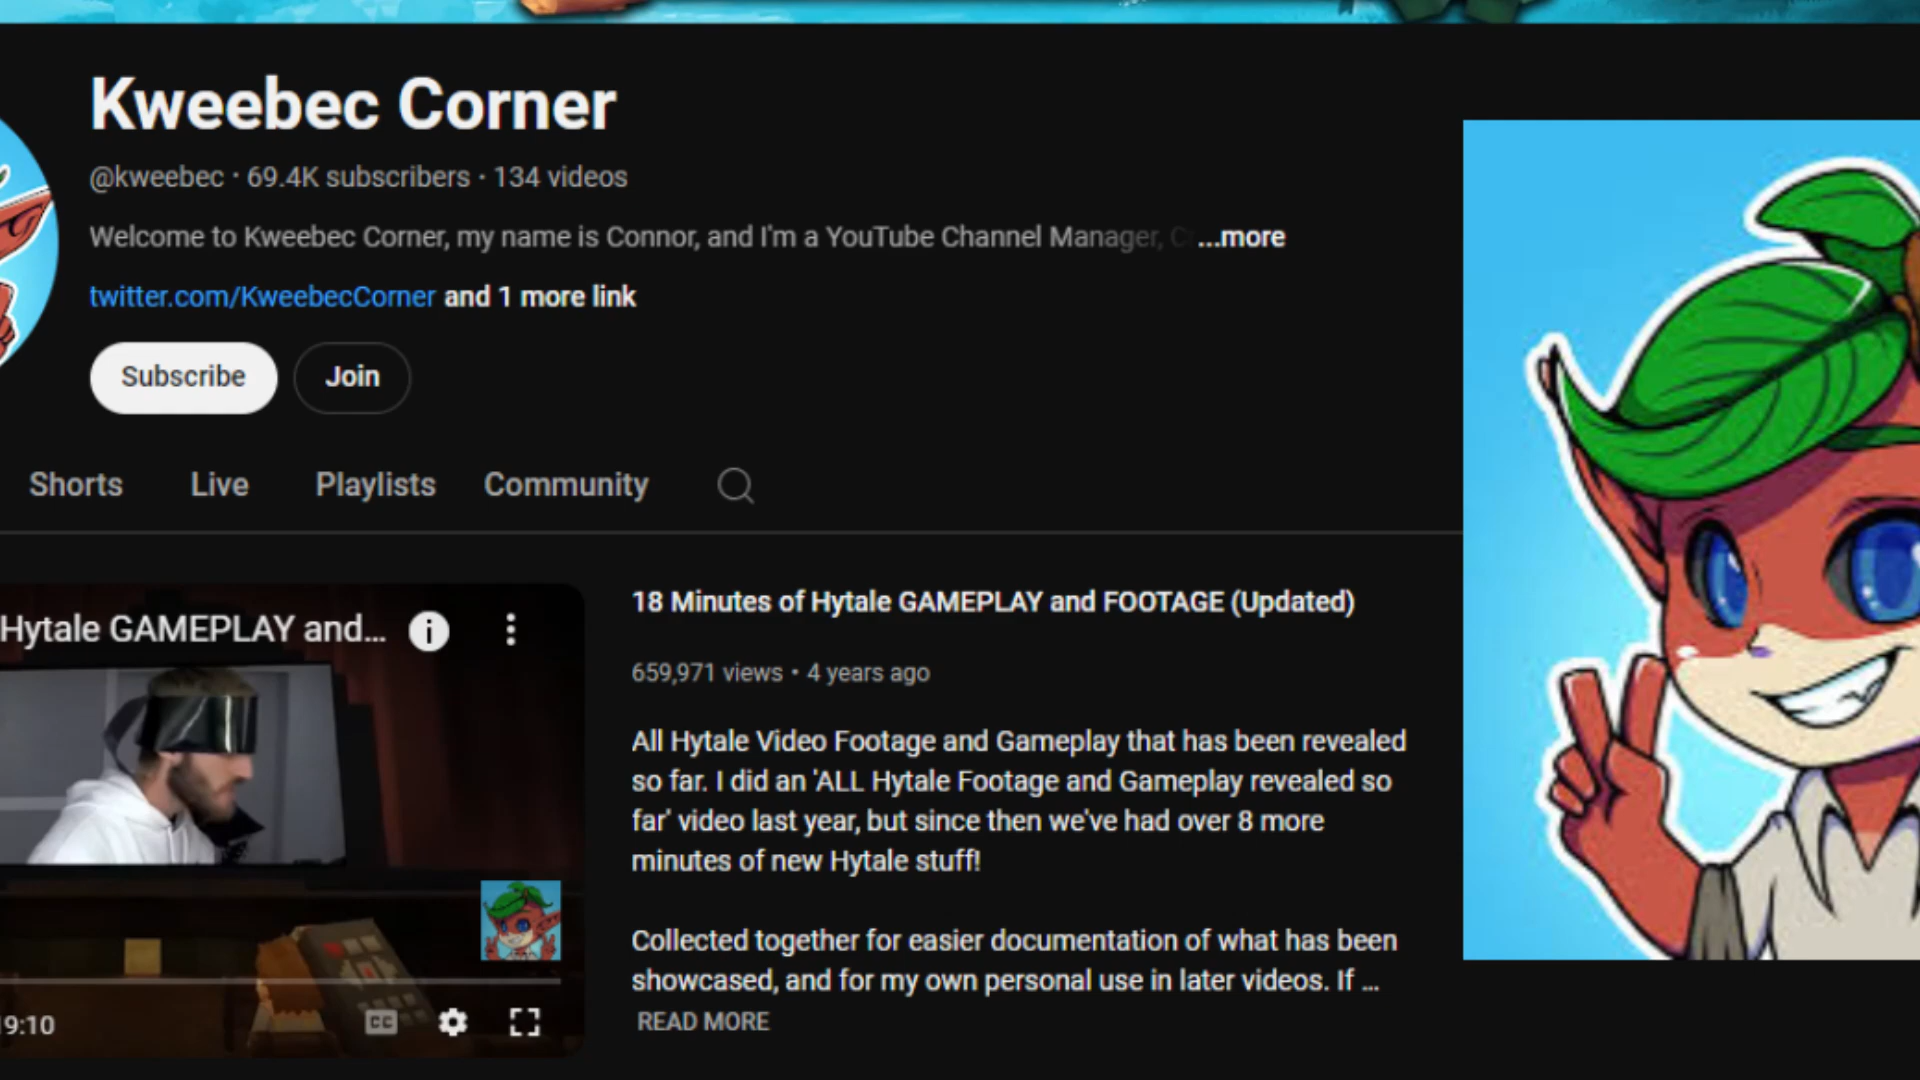 Kweebec Corner
@kweebec · 69.4K subscribers · 134 videos
Welcome to Kweebec Corner, my name is Connor, and I'm a YouTube Channel Manager, ...more
twitter.com/KweebecCorner and 1 more link
Subscribe Join
Shorts Live Playlists Community
Hytale GAMEPLAY and...
18 Minutes of Hytale GAMEPLAY and FOOTAGE (Updated)
659,971 views • 4 years ago
All Hytale Video Footage and Gameplay that has been revealed
so far. I did an 'ALL Hytale Footage and Gameplay revealed so
far' video last year, but since then we've had over 8 more
minutes of new Hytale stuff!
Collected together for easier documentation of what has been
showcased, and for my own personal use in later videos. If ...
READ MORE
9:10
CC